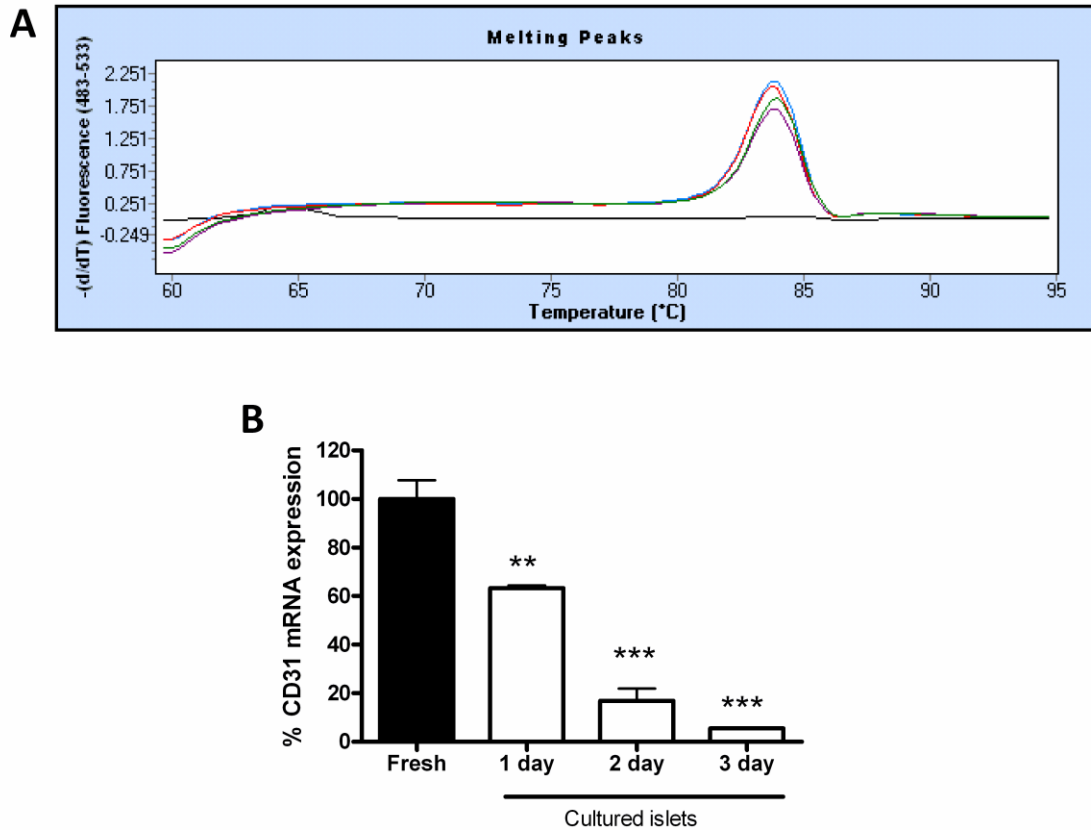 A
Melting Peaks
-(d/dT) Fluorescence (483-533)
2.251
1.751
1.251
0.751
0.251
-0.249
60 65 70 75 80 85 90 95
Temperature (°C)
B
% CD31 mRNA expression
120
100
80
60
40
20
0
**
***
***
Fresh 1 day 2 day 3 day
Cultured islets